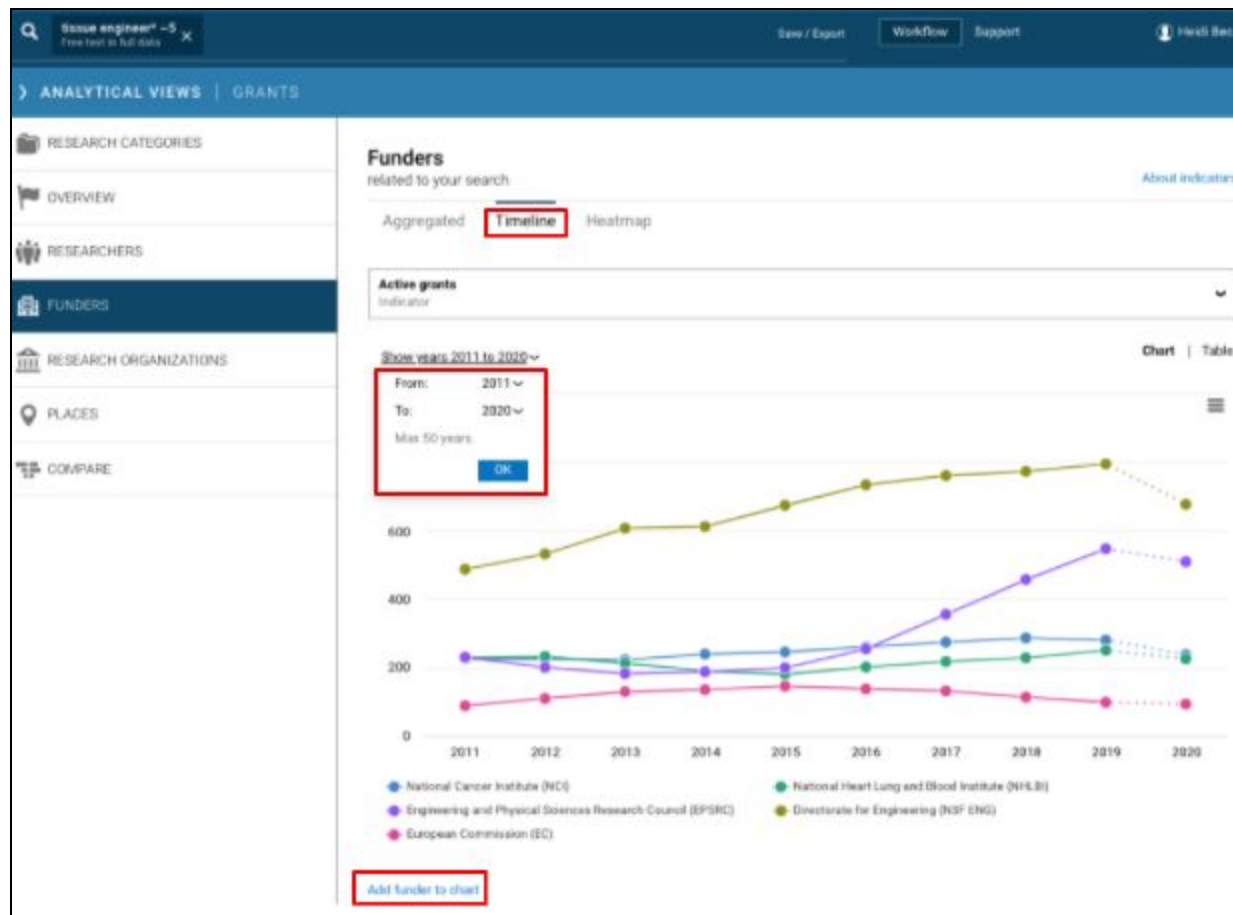 tissue engineer* ~5
Free text in full data
Save / Export
Workflow
Support
Heidi Bec
ANALYTICAL VIEWS | GRANTS
RESEARCH CATEGORIES
OVERVIEW
RESEARCHERS
FUNDERS
RESEARCH ORGANIZATIONS
PLACES
COMPARE
Funders
related to your search
About indicators
Aggregated
Timeline
Heatmap
Active grants
Indicator
Show years 2011 to 2020
Chart | Table
From: 2011
To: 2020
Max 50 years.
OK
600
400
200
0
2011 2012 2013 2014 2015 2016 2017 2018 2019 2020
National Cancer Institute (NCI)
National Heart Lung and Blood Institute (NHLBI)
Engineering and Physical Sciences Research Council (EPSRC)
Directorate for Engineering (NSF ENG)
European Commission (EC)
Add funder to chart